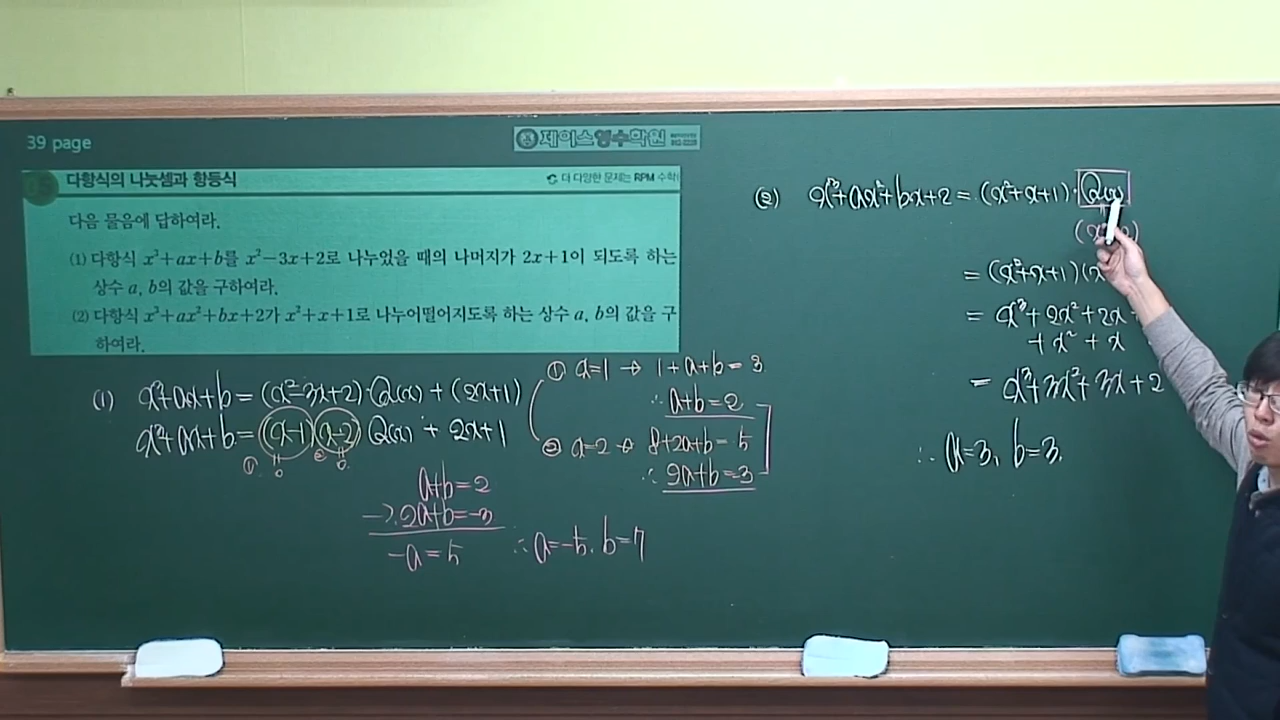 39 page
제이스영수학원
다항식의 나눗셈과 항등식
더 다양한 문제는 RPM 수학
다음 물음에 답하여라.
(1) 다항식 x³+ax+b를 x²−3x+2로 나누었을 때의 나머지가 2x+1이 되도록 하는
상수 a, b의 값을 구하여라.
(2) 다항식 x³+ax²+bx+2가 x²+x+1로 나누어떨어지도록 하는 상수 a, b의 값을 구
하여라.
(1) x³+ax+b=(x²−3x+2)·Q(x)+(2x+1)
x³+ax+b=(x−1)(x−2)Q(x)+2x+1
① 0 ② 0
① x=1 → 1+a+b=3
∴ a+b=2
② x=2 → 8+2a+b=5
∴ 2a+b=−3
a+b=2
−) 2a+b=−3
−a=5
∴ a=−5, b=7
(2) x³+ax²+bx+2=(x²+x+1)·Q(x)
=(x²+x+1)(x
=x³+2x²+2x
+x²+x
=x³+3x²+3x+2
∴ a=3, b=3.